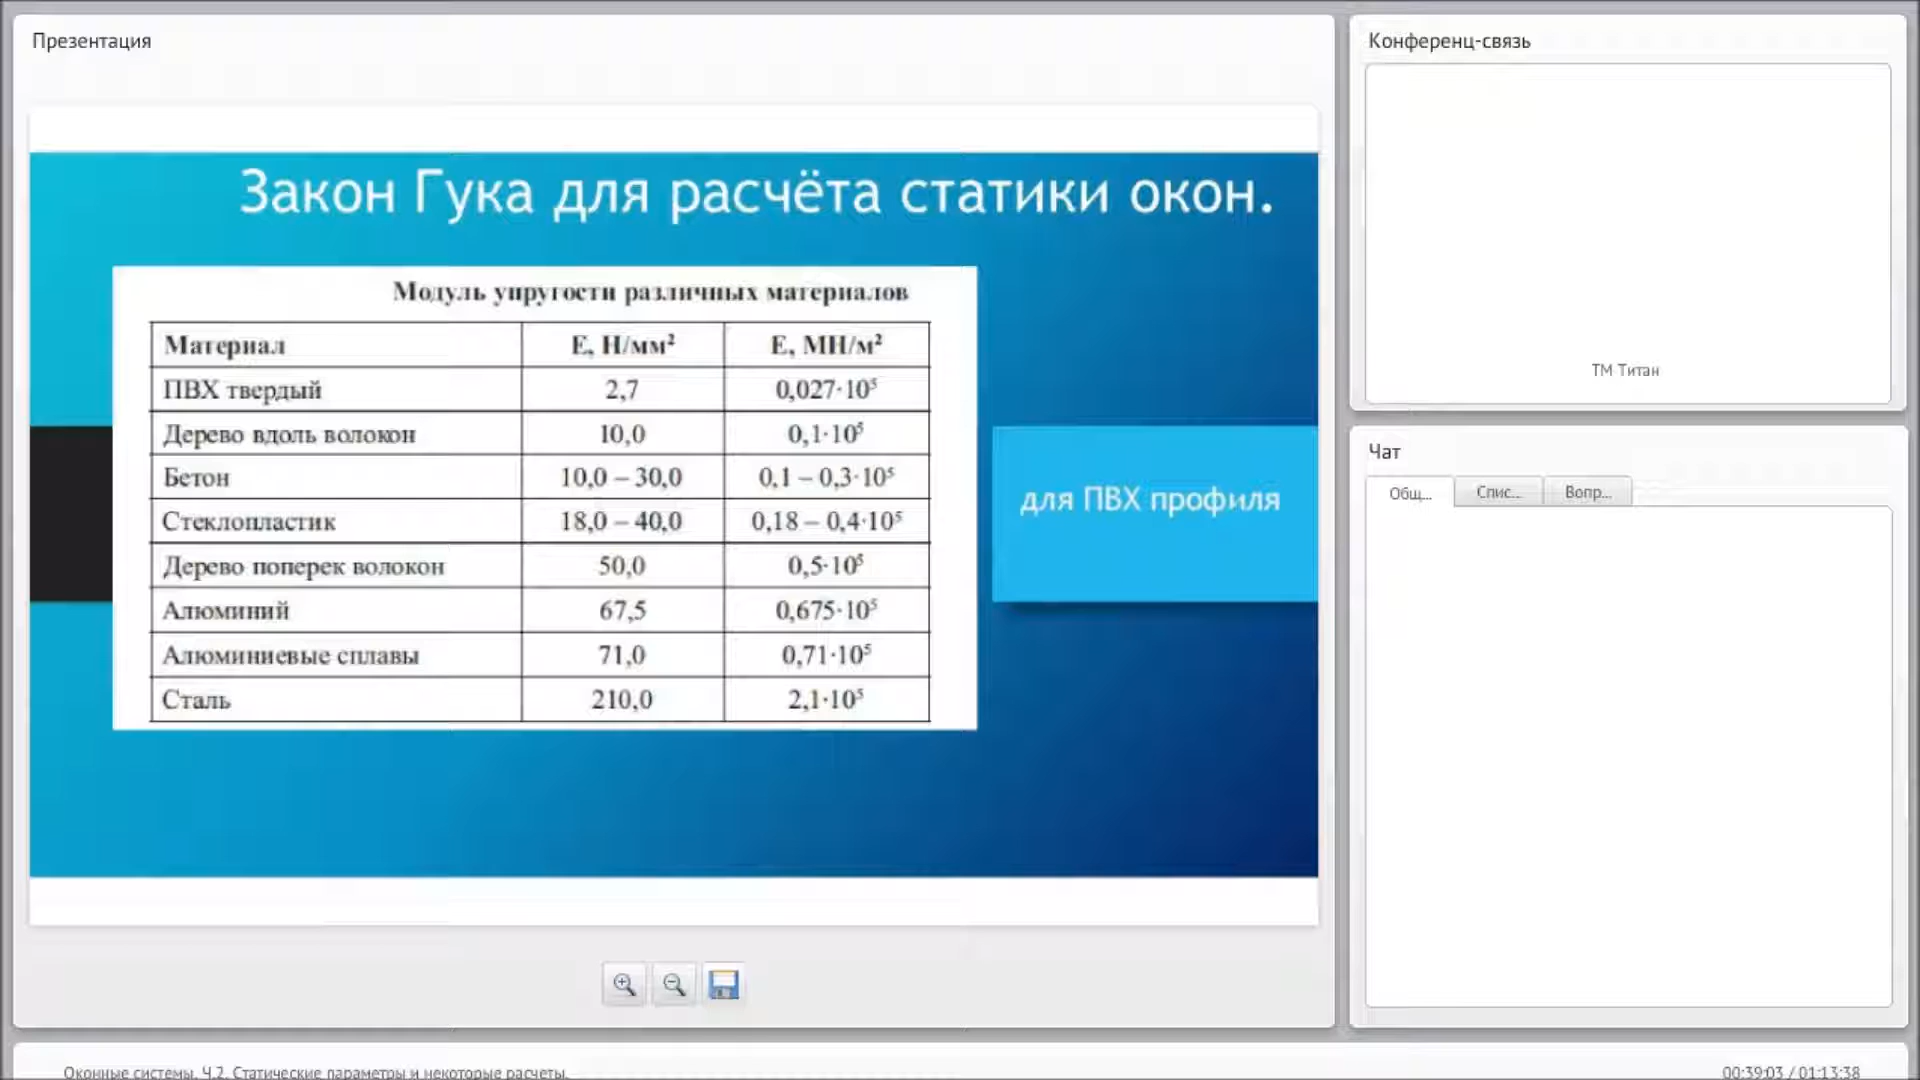 Презентация
Закон Гука для расчёта статики окон.
Модуль упругости различных материалов
Материал E, Н/мм² E, МН/м²
ПВХ твердый 2,7 0,027·10⁵
Дерево вдоль волокон 10,0 0,1·10⁵
Бетон 10,0 – 30,0 0,1 – 0,3·10⁵
Стеклопластик 18,0 – 40,0 0,18 – 0,4·10⁵
Дерево поперек волокон 50,0 0,5·10⁵
Алюминий 67,5 0,675·10⁵
Алюминиевые сплавы 71,0 0,71·10⁵
Сталь 210,0 2,1·10⁵
для ПВХ профиля
Конференц-связь
ТМ Титан
Чат
Общ... Спис... Вопр...
Оконные системы. Ч.2. Статические параметры и некоторые расчеты.
00:39:03 / 01:13:38